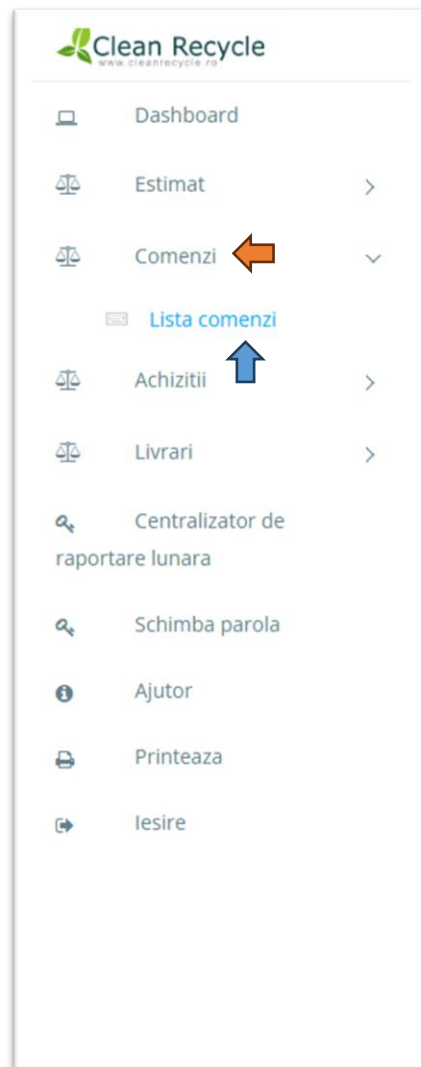 Clean Recycle
www.cleanrecycle.ro
Dashboard
Estimat
Comenzi
Lista comenzi
Achizitii
Livrari
Centralizator de
raportare lunara
Schimba parola
Ajutor
Printeaza
Iesire